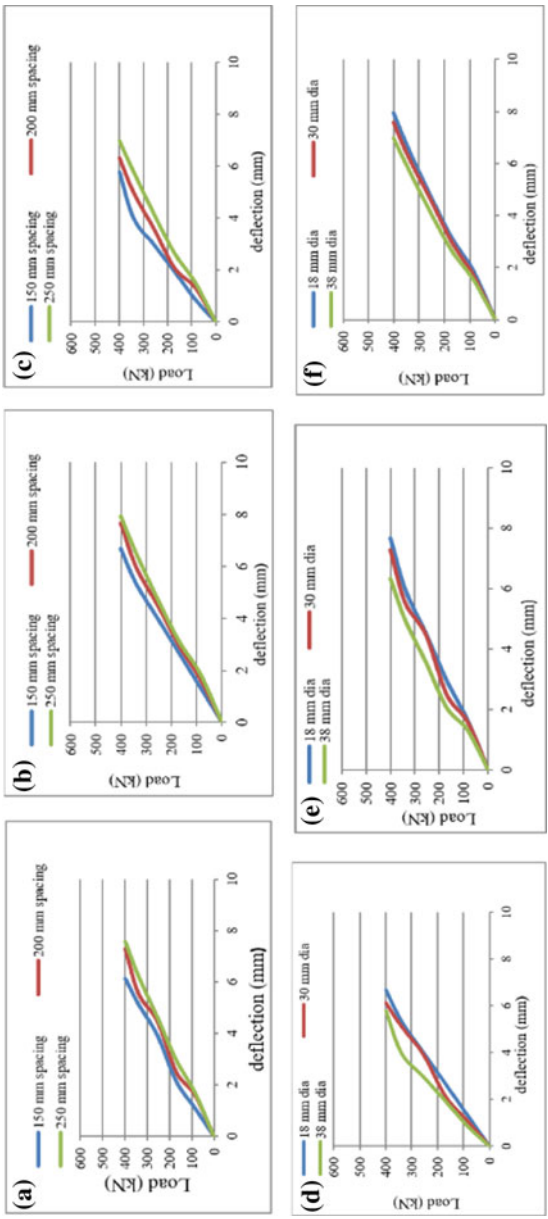 (a)
150 mm spacing
200 mm spacing
250 mm spacing
Load (kN)
600
500
400
300
200
100
0
0 2 4 6 8 10
deflection (mm)
(b)
150 mm spacing
200 mm spacing
250 mm spacing
Load (kN)
600
500
400
300
200
100
0
0 2 4 6 8 10
deflection (mm)
(c)
150 mm spacing
200 mm spacing
250 mm spacing
Load (kN)
600
500
400
300
200
100
0
0 2 4 6 8 10
deflection (mm)
(d)
18 mm dia
30 mm dia
38 mm dia
Load (kN)
600
500
400
300
200
100
0
0 2 4 6 8 10
deflection (mm)
(e)
18 mm dia
30 mm dia
38 mm dia
Load (kN)
600
500
400
300
200
100
0
0 2 4 6 8 10
deflection (mm)
(f)
18 mm dia
30 mm dia
38 mm dia
Load (kN)
600
500
400
300
200
100
0
0 2 4 6 8 10
deflection (mm)